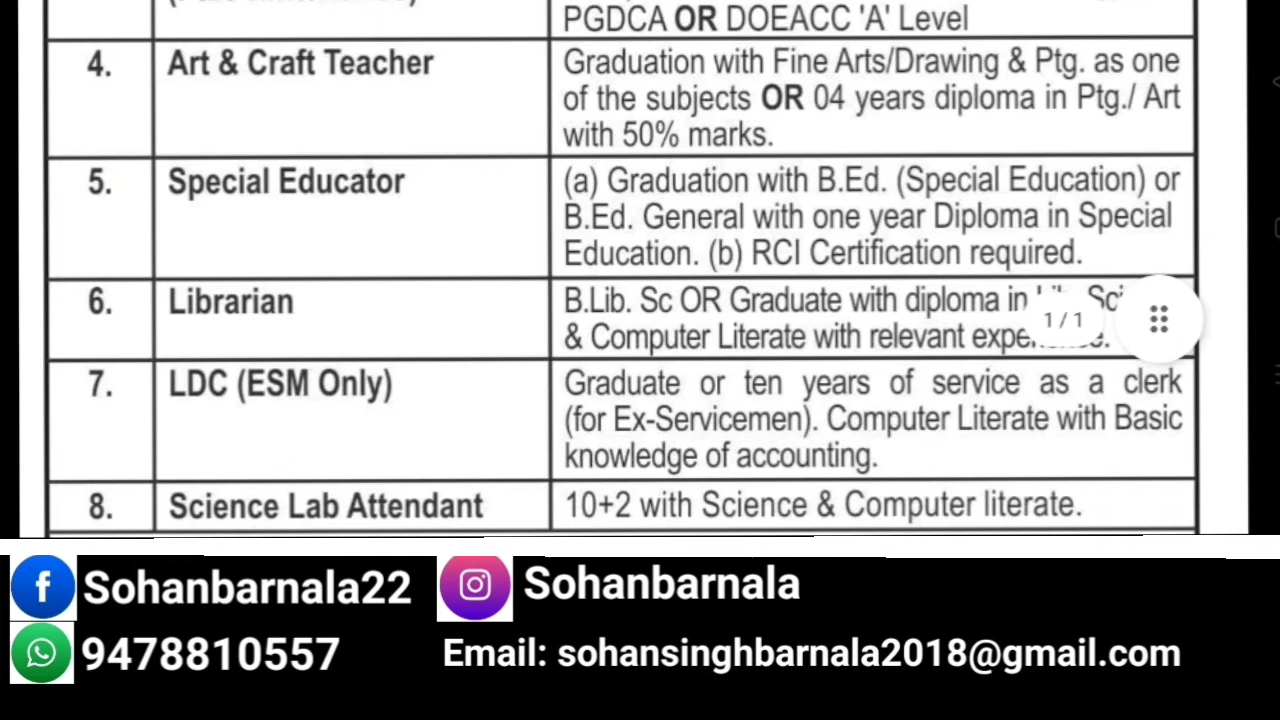 PGDCA OR DOEACC 'A' Level
4. Art & Craft Teacher Graduation with Fine Arts/Drawing & Ptg. as one
of the subjects OR 04 years diploma in Ptg./ Art
with 50% marks.
5. Special Educator (a) Graduation with B.Ed. (Special Education) or
B.Ed. General with one year Diploma in Special
Education. (b) RCI Certification required.
6. Librarian B.Lib. Sc OR Graduate with diploma in
& Computer Literate with relevant
1/1
7. LDC (ESM Only) Graduate or ten years of service as a clerk
(for Ex-Servicemen). Computer Literate with Basic
knowledge of accounting.
8. Science Lab Attendant 10+2 with Science & Computer literate.
Sohanbarnala22 Sohanbarnala
9478810557 Email: sohansinghbarnala2018@gmail.com